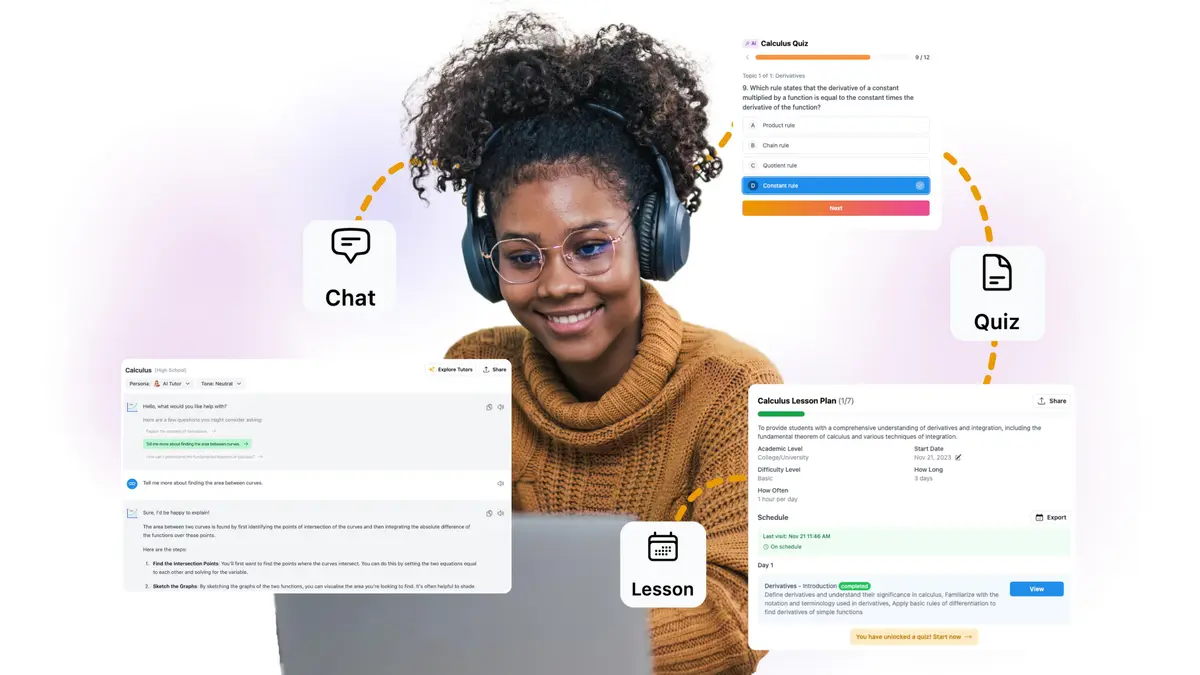 AI Calculus Quiz
9 / 12
Topic 1 of 1: Derivatives
9. Which rule states that the derivative of a constant
multiplied by a function is equal to the constant times the
derivative of the function?
A Product rule
B Chain rule
C Quotient rule
D Constant rule
Next
Chat
Quiz
Calculus (High School)
Explore Tutors Share
Persona: AI Tutor Tone: Neutral
Hello, what would you like help with?
Here are a few questions you might consider asking:
Tell me more about finding the area between curves. →
Tell me more about finding the area between curves.
Sure, I'd be happy to explain!
The area between two curves is found by first identifying the points of intersection of the curves and then integrating the absolute difference of
the functions over these points.
Here are the steps:
1. Find the Intersection Points: You'll first want to find the points where the curves intersect. You can do this by setting the two equations equal
to each other and solving for the variable.
2. Sketch the Graphs: By sketching the graphs of the two functions, you can visualise the area you're looking to find. It's often helpful to shade
Lesson
Calculus Lesson Plan (1/7)
Share
To provide students with a comprehensive understanding of derivatives and integration, including the
fundamental theorem of calculus and various techniques of integration.
Academic Level Start Date
College/University Nov 21, 2023
Difficulty Level How Long
Basic 3 days
How Often
1 hour per day
Schedule Export
Last visit: Nov 21 11:46 AM
On schedule
Day 1
Derivatives - Introduction completed
View
Define derivatives and understand their significance in calculus, Familiarize with the
notation and terminology used in derivatives, Apply basic rules of differentiation to
find derivatives of simple functions
You have unlocked a quiz! Start now →